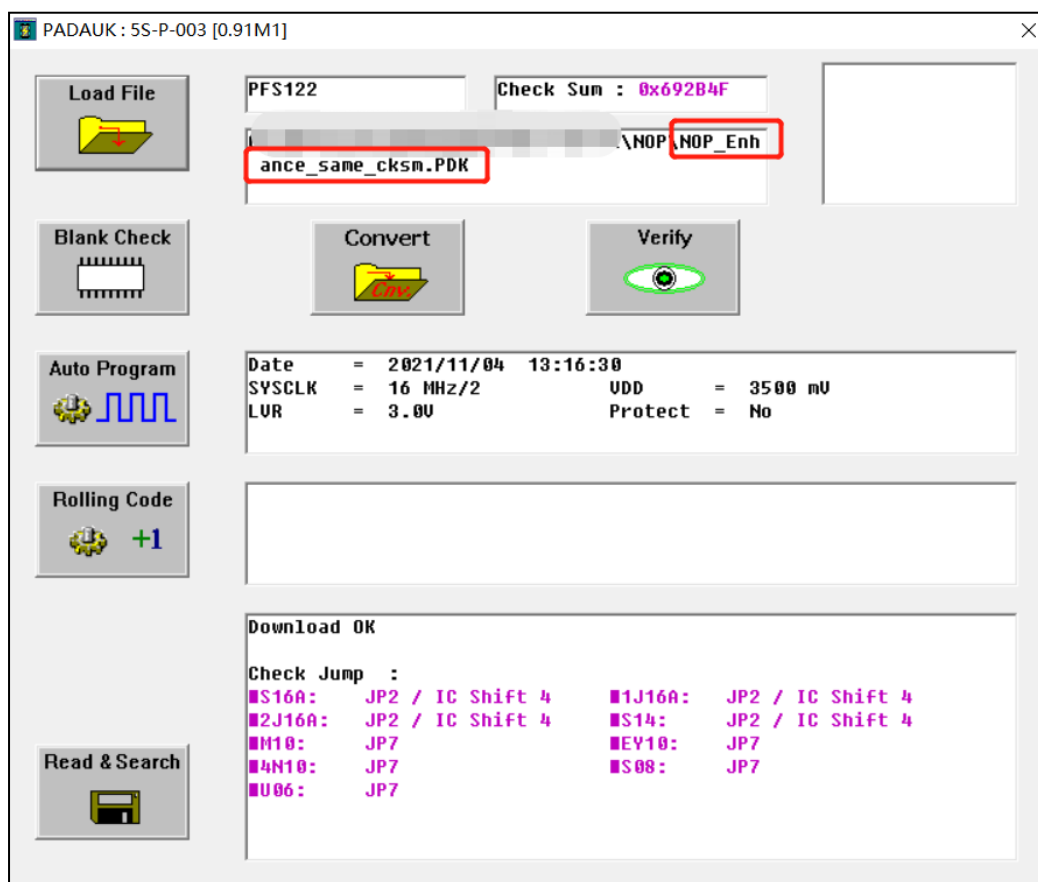 PADAUK : 5S-P-003 [0.91M1]
Load File
PFS122
Check Sum : 0x692B4F
\NOP\NOP_Enh
ance_same_cksm.PDK
Blank Check
Convert
Cnv.
Verify
Auto Program
Date = 2021/11/04 13:16:30
SYSCLK = 16 MHz/2 VDD = 3500 mV
LVR = 3.0V Protect = No
Rolling Code
+1
Download OK
Check Jump :
■S16A: JP2 / IC Shift 4 ■1J16A: JP2 / IC Shift 4
■2J16A: JP2 / IC Shift 4 ■S14: JP2 / IC Shift 4
■M10: JP7 ■EY10: JP7
■4N10: JP7 ■S08: JP7
■U06: JP7
Read & Search